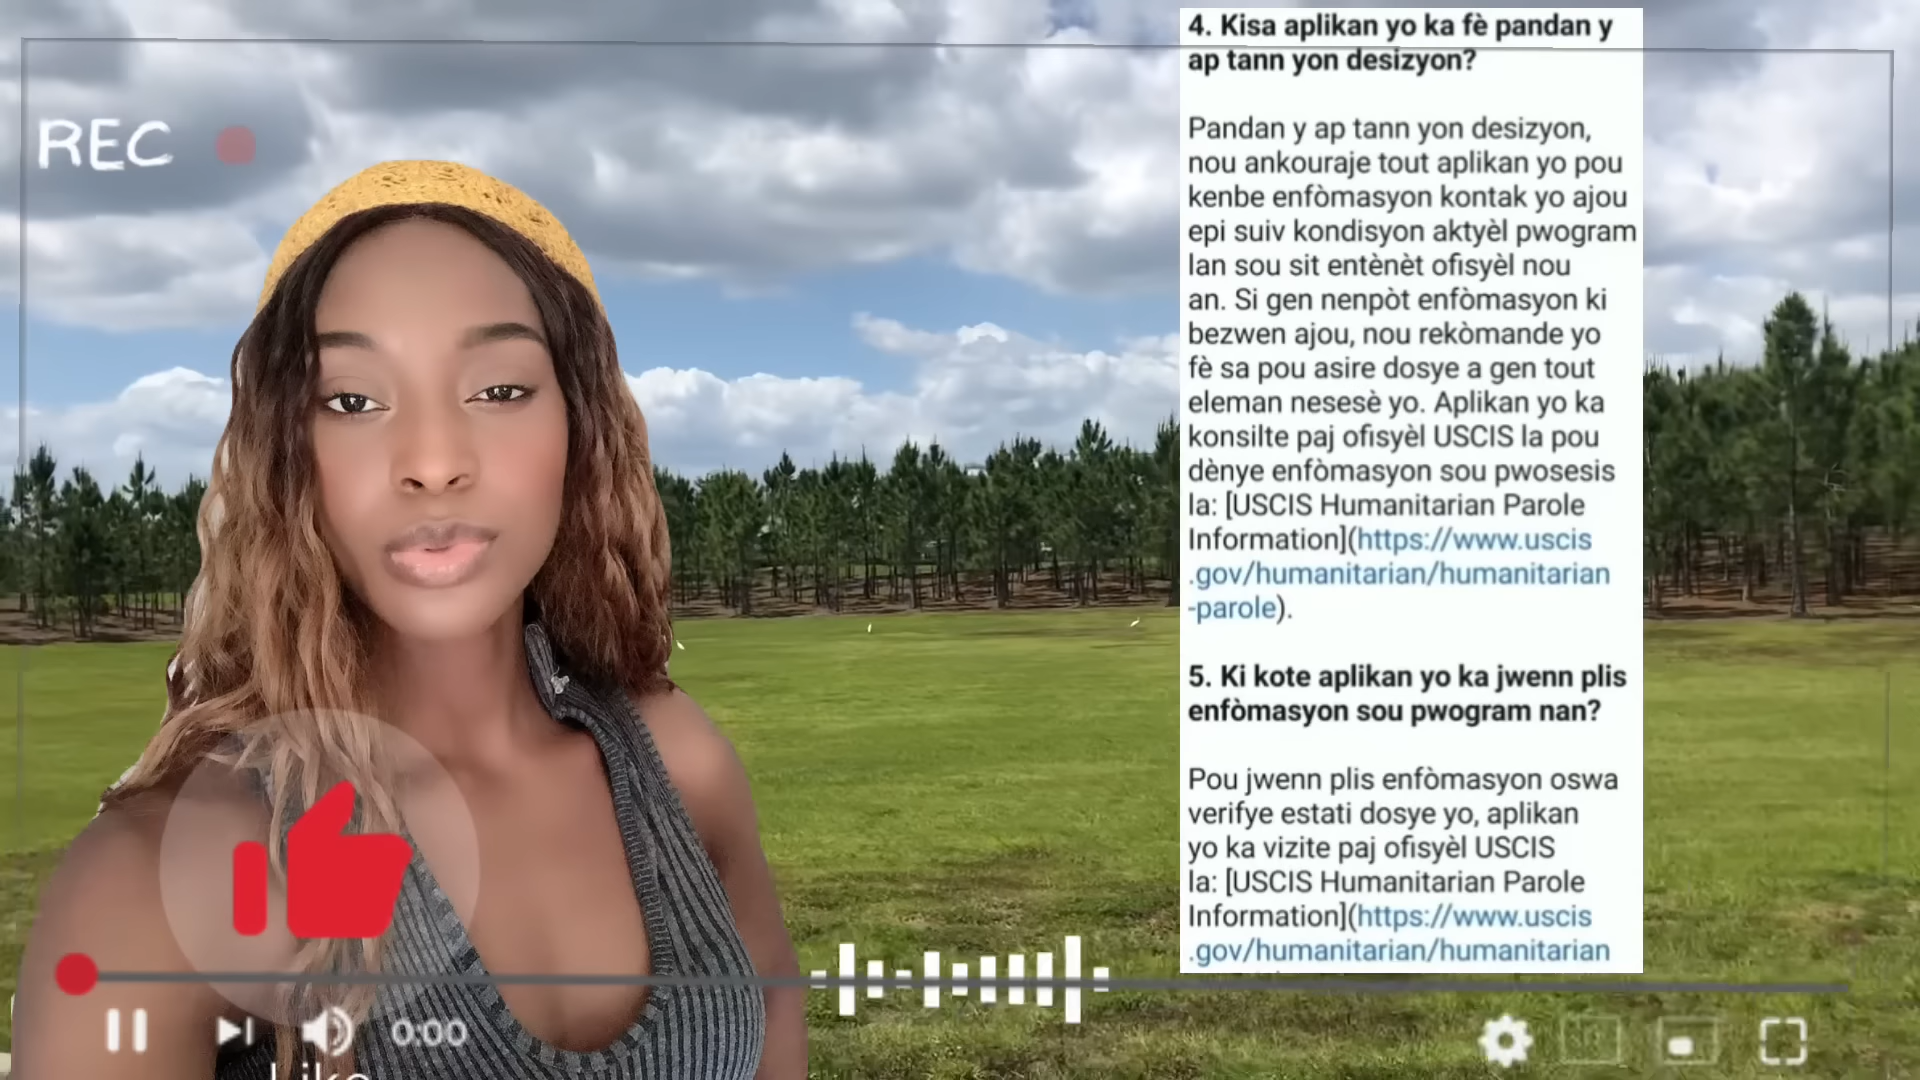 REC
4. Kisa aplikan yo ka fè pandan y
ap tann yon desizyon?
Pandan y ap tann yon desizyon,
nou ankouraje tout aplikan yo pou
kenbe enfòmasyon kontak yo ajou
epi suiv kondisyon aktyèl pwogram
lan sou sit entènèt ofisyèl nou
an. Si gen nenpòt enfòmasyon ki
bezwen ajou, nou rekòmande yo
fè sa pou asire dosye a gen tout
eleman nesesè yo. Aplikan yo ka
konsilte paj ofisyèl USCIS la pou
dènye enfòmasyon sou pwosesis
la: [USCIS Humanitarian Parole
Information](https://www.uscis
.gov/humanitarian/humanitarian
-parole).
5. Ki kote aplikan yo ka jwenn plis
enfòmasyon sou pwogram nan?
Pou jwenn plis enfòmasyon oswa
verifye estati dosye yo, aplikan
yo ka vizite paj ofisyèl USCIS
la: [USCIS Humanitarian Parole
Information](https://www.uscis
.gov/humanitarian/humanitarian
0:00
Like